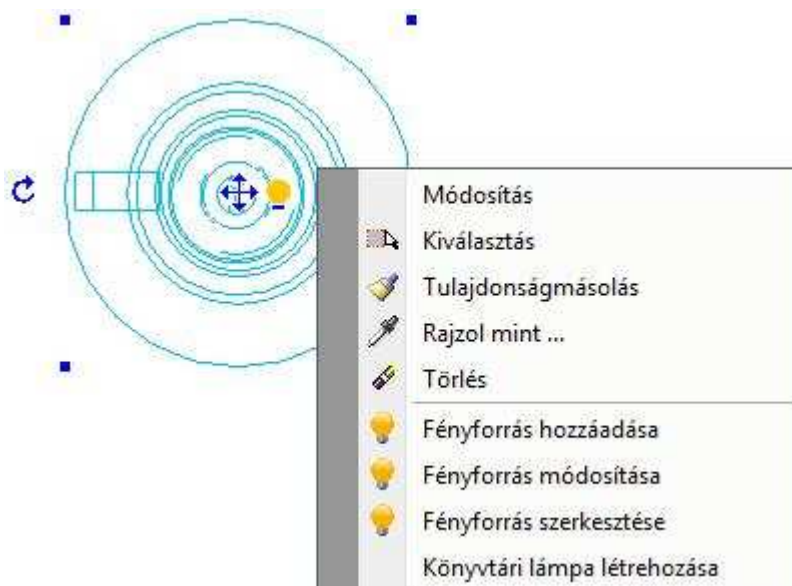 Módosítás
Kiválasztás
Tulajdonságmásolás
Rajzol mint ...
Törlés
Fényforrás hozzáadása
Fényforrás módosítása
Fényforrás szerkesztése
Könyvtári lámpa létrehozása